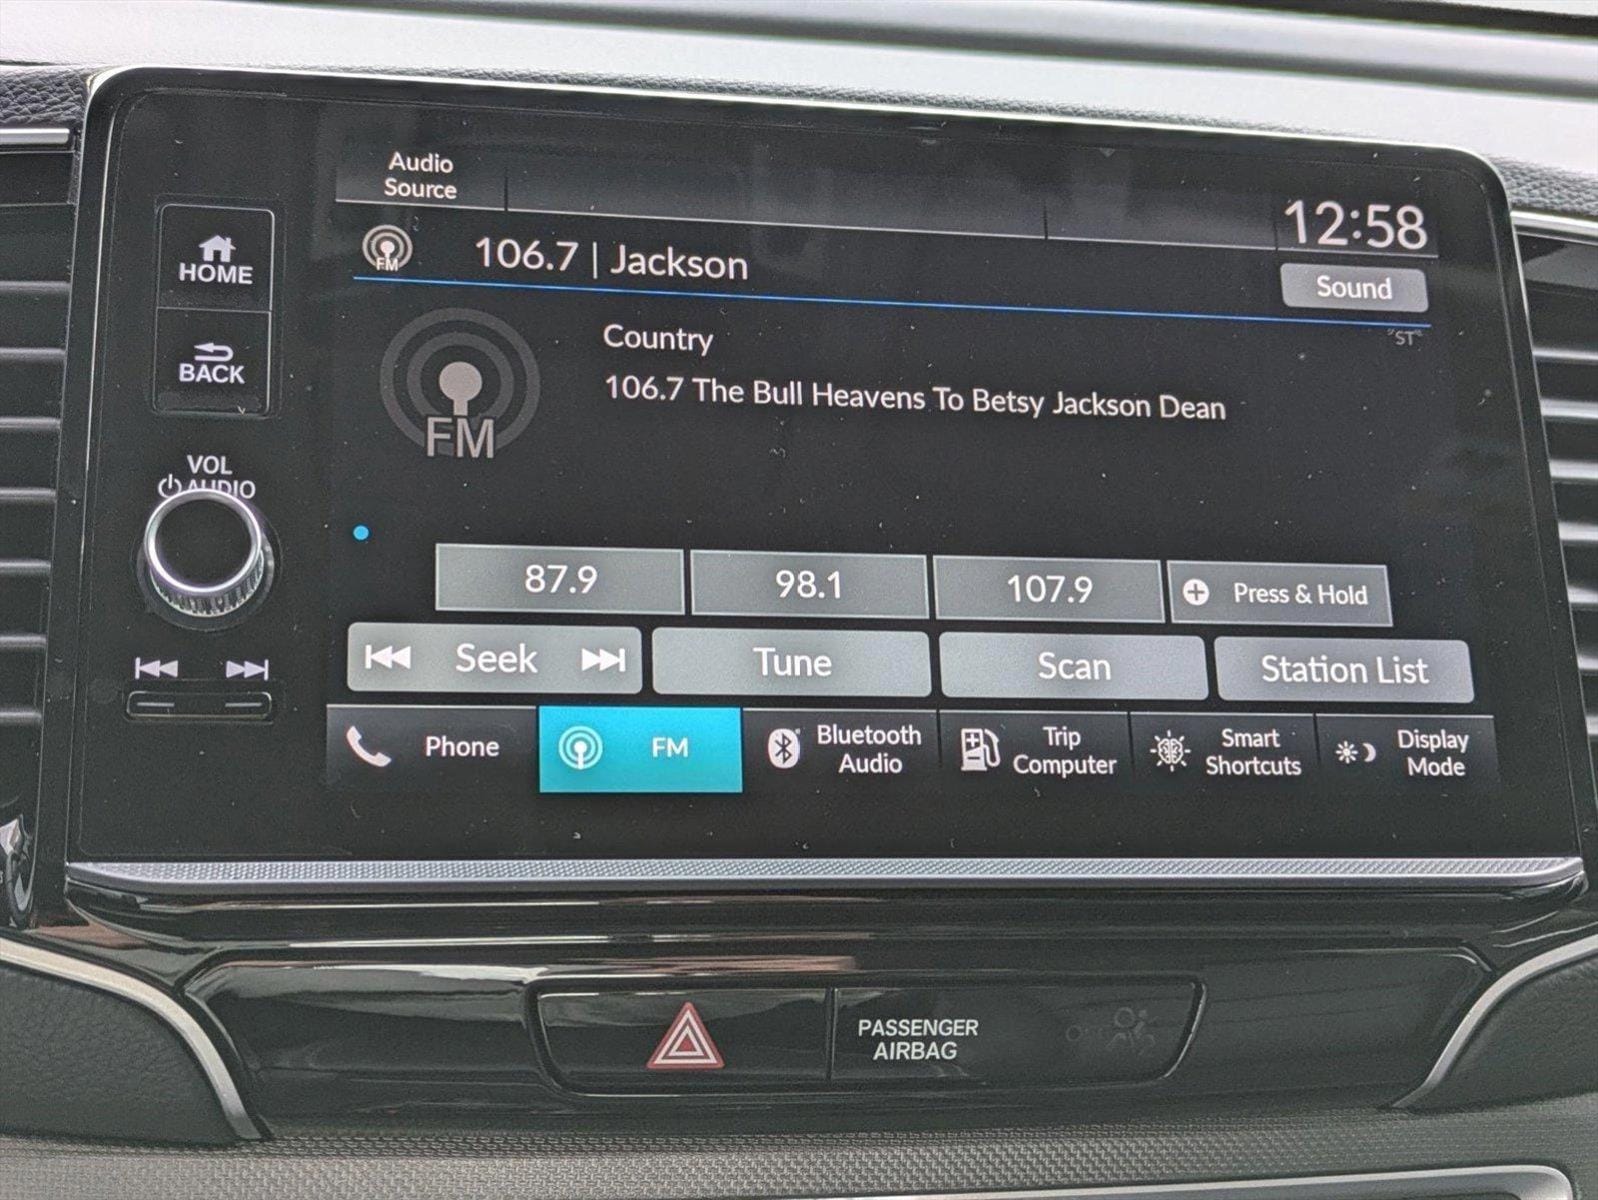 Audio
Source
12:58
HOME
FM
106.7 | Jackson
Sound
"ST"
Country
106.7 The Bull Heavens To Betsy Jackson Dean
FM
BACK
VOL
AUDIO
87.9
98.1
107.9
Press & Hold
Seek
Tune
Scan
Station List
Phone
FM
Bluetooth
Audio
Trip
Computer
Smart
Shortcuts
Display
Mode
PASSENGER
AIRBAG